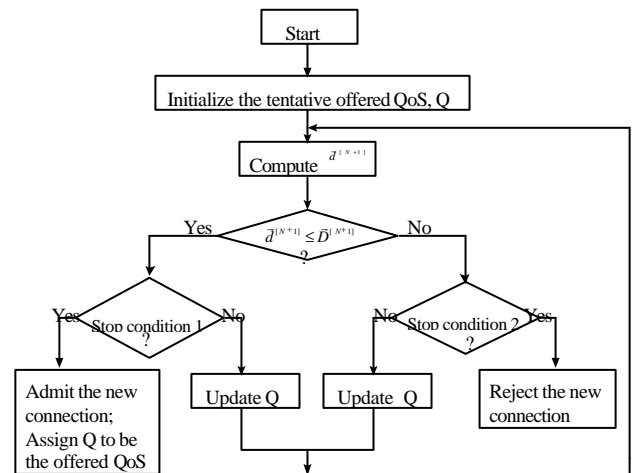 Start
Initialize the tentative offered QoS, Q
Compute d̄^[N+1]
Yes
d̄^[N+1] ≤ D̄^[N+1]
?
No
Yes
Stop condition 1
?
No
No
Stop condition 2
?
Yes
Admit the new
connection;
Assign Q to be
the offered QoS
Update Q
Update Q
Reject the new
connection